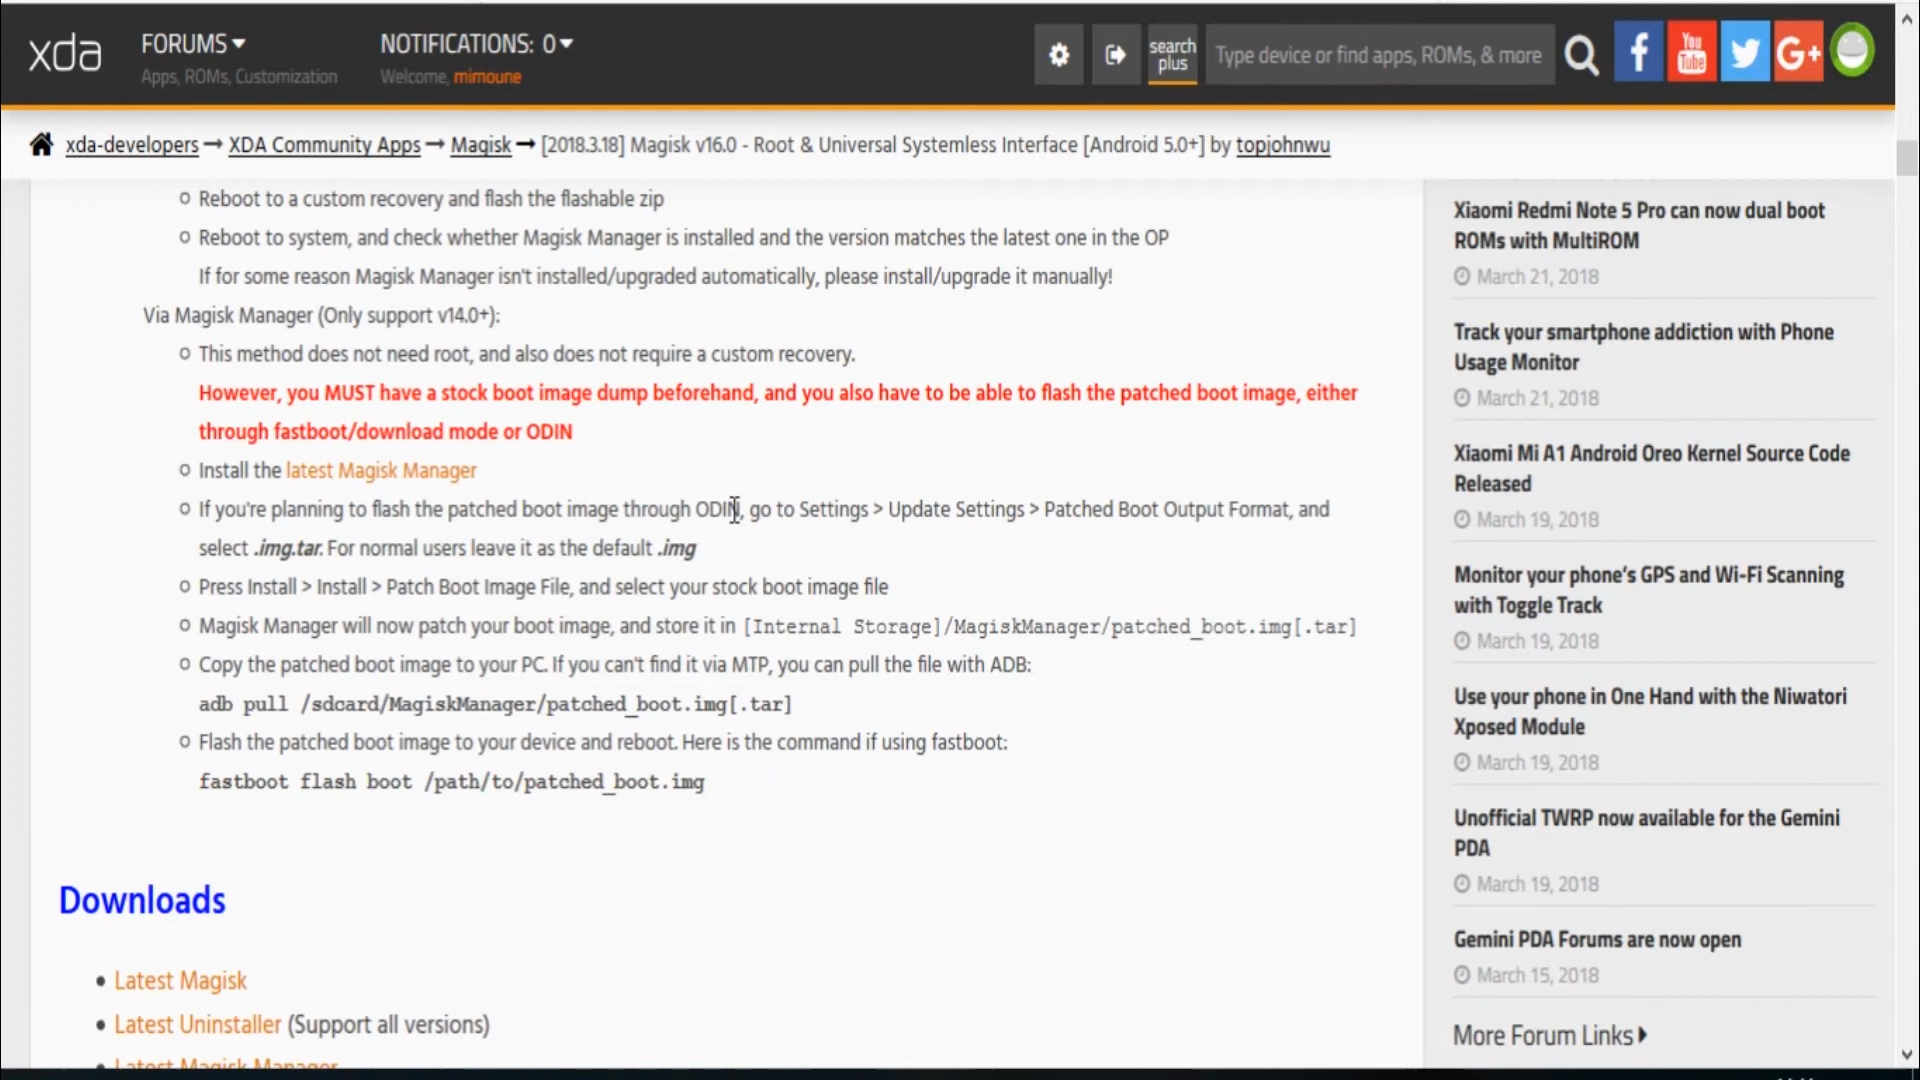 xda
FORUMS
Apps, ROMs, Customization
NOTIFICATIONS: 0
Welcome, mimoune
search
plus
Type device or find apps, ROMs, & more
f
You
Tube
G+
xda-developers → XDA Community Apps → Magisk → [2018.3.18] Magisk v16.0 - Root & Universal Systemless Interface [Android 5.0+] by topjohnwu
Reboot to a custom recovery and flash the flashable zip
Reboot to system, and check whether Magisk Manager is installed and the version matches the latest one in the OP
If for some reason Magisk Manager isn't installed/upgraded automatically, please install/upgrade it manually!
Via Magisk Manager (Only support v14.0+):
This method does not need root, and also does not require a custom recovery.
However, you MUST have a stock boot image dump beforehand, and you also have to be able to flash the patched boot image, either
through fastboot/download mode or ODIN
Install the latest Magisk Manager
If you're planning to flash the patched boot image through ODIN, go to Settings > Update Settings > Patched Boot Output Format, and
select .img.tar. For normal users leave it as the default .img
Press Install > Install > Patch Boot Image File, and select your stock boot image file
Magisk Manager will now patch your boot image, and store it in [Internal Storage]/MagiskManager/patched_boot.img[.tar]
Copy the patched boot image to your PC. If you can't find it via MTP, you can pull the file with ADB:
adb pull /sdcard/MagiskManager/patched_boot.img[.tar]
Flash the patched boot image to your device and reboot. Here is the command if using fastboot:
fastboot flash boot /path/to/patched_boot.img
Downloads
Latest Magisk
Latest Uninstaller (Support all versions)
Latest Magisk Manager
Xiaomi Redmi Note 5 Pro can now dual boot
ROMs with MultiROM
March 21, 2018
Track your smartphone addiction with Phone
Usage Monitor
March 21, 2018
Xiaomi Mi A1 Android Oreo Kernel Source Code
Released
March 19, 2018
Monitor your phone's GPS and Wi-Fi Scanning
with Toggle Track
March 19, 2018
Use your phone in One Hand with the Niwatori
Xposed Module
March 19, 2018
Unofficial TWRP now available for the Gemini
PDA
March 19, 2018
Gemini PDA Forums are now open
March 15, 2018
More Forum Links